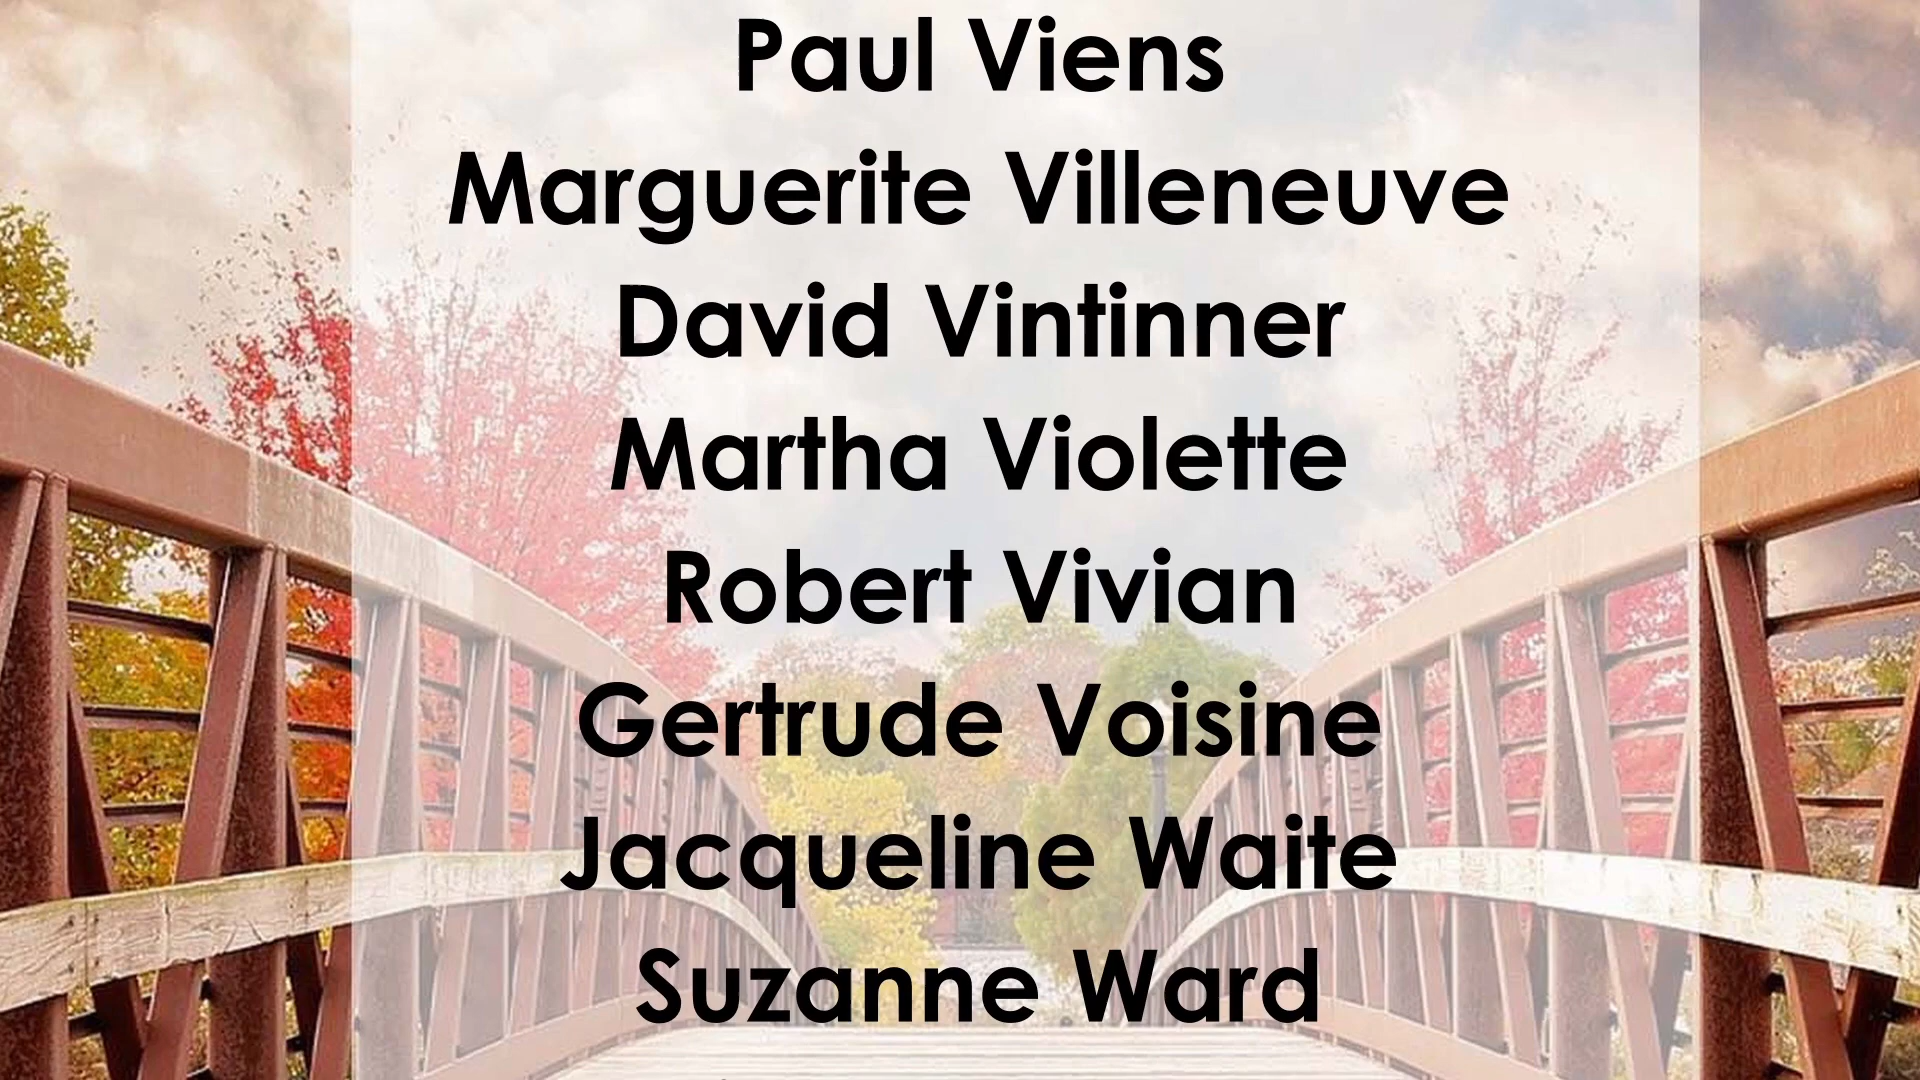 Paul Viens
Marguerite Villeneuve
David Vintinner
Martha Violette
Robert Vivian
Gertrude Voisine
Jacqueline Waite
Suzanne Ward